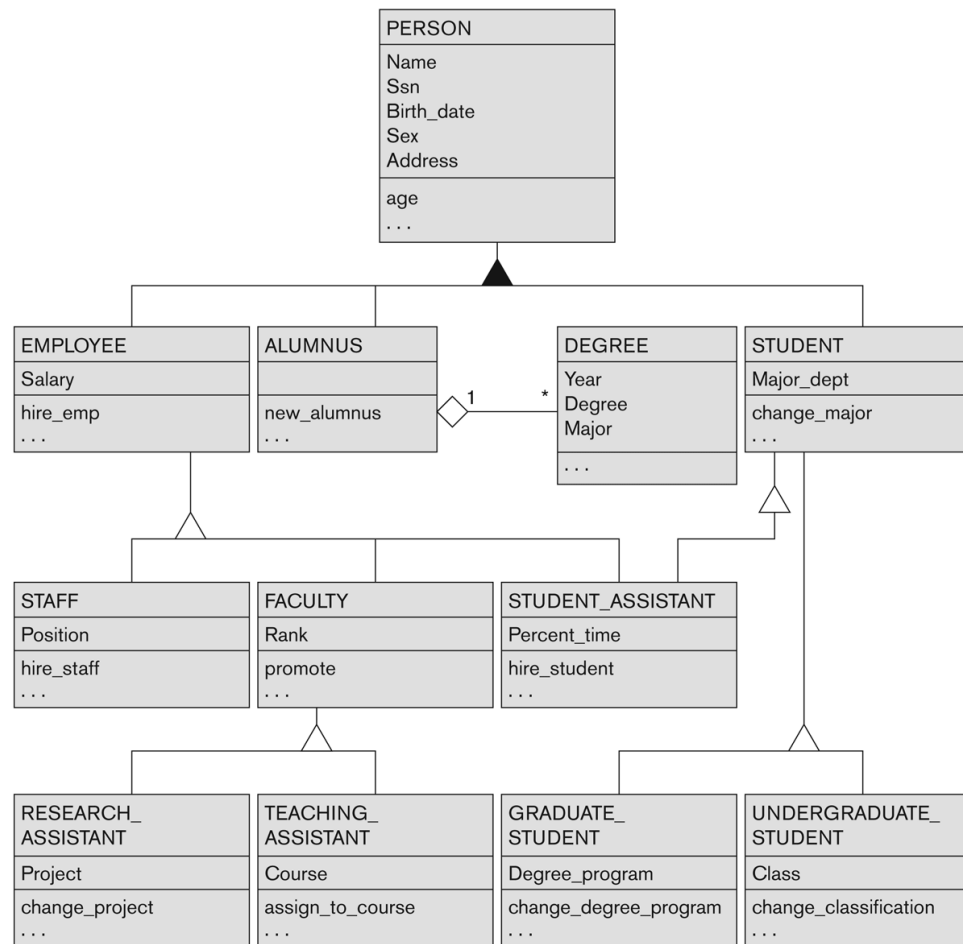 PERSON
Name
Ssn
Birth_date
Sex
Address
age
. . .
EMPLOYEE
Salary
hire_emp
. . .
ALUMNUS
new_alumnus
. . .
1
*
DEGREE
Year
Degree
Major
. . .
STUDENT
Major_dept
change_major
. . .
STAFF
Position
hire_staff
. . .
FACULTY
Rank
promote
. . .
STUDENT_ASSISTANT
Percent_time
hire_student
. . .
RESEARCH_
ASSISTANT
Project
change_project
. . .
TEACHING_
ASSISTANT
Course
assign_to_course
. . .
GRADUATE_
STUDENT
Degree_program
change_degree_program
. . .
UNDERGRADUATE_
STUDENT
Class
change_classification
. . .